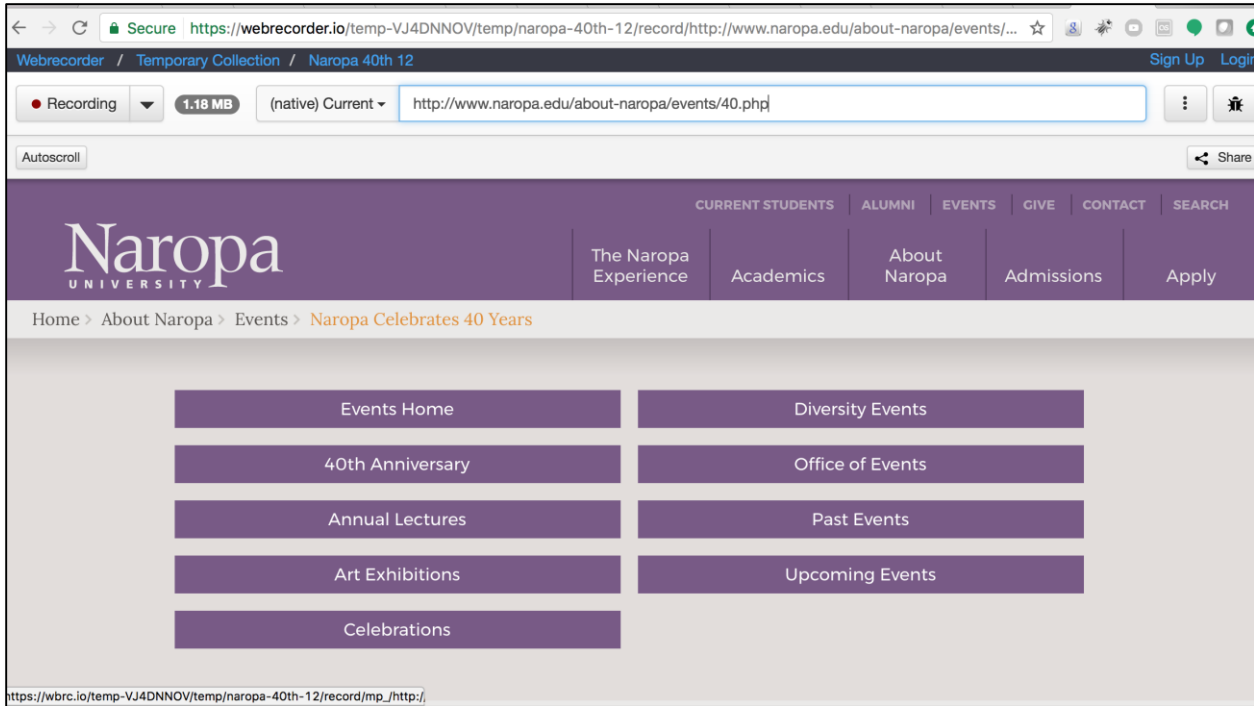 Secure https://webrecorder.io/temp-VJ4DNNOV/temp/naropa-40th-12/record/http://www.naropa.edu/about-naropa/events/...
Webrecorder / Temporary Collection / Naropa 40th 12 Sign Up Login
Recording 1.18 MB (native) Current http://www.naropa.edu/about-naropa/events/40.php
Autoscroll Share
CURRENT STUDENTS ALUMNI EVENTS GIVE CONTACT SEARCH
Naropa
UNIVERSITY
The Naropa Experience Academics About Naropa Admissions Apply
Home > About Naropa > Events > Naropa Celebrates 40 Years
Events Home Diversity Events
40th Anniversary Office of Events
Annual Lectures Past Events
Art Exhibitions Upcoming Events
Celebrations
https://wbrc.io/temp-VJ4DNNOV/temp/naropa-40th-12/record/mp_/http:/